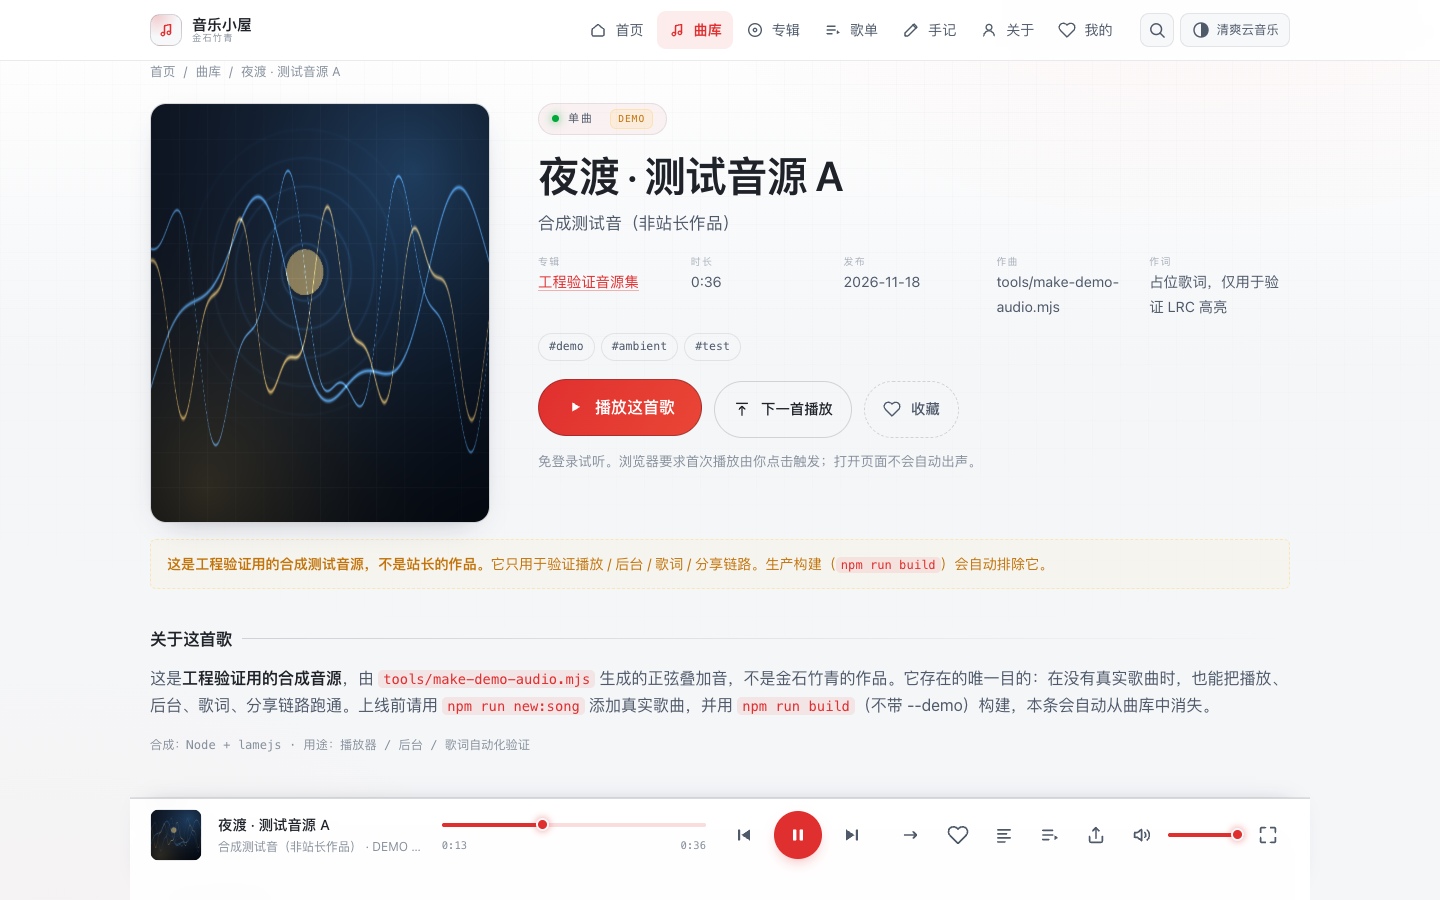 音乐小屋
金石竹青
首页
曲库
专辑
歌单
手记
关于
我的
清爽云音乐
首页 / 曲库 / 夜渡 · 测试音源 A
单曲 DEMO
夜渡 · 测试音源 A
合成测试音（非站长作品）
专辑
工程验证音源集
时长
0:36
发布
2026-11-18
作曲
tools/make-demo-
audio.mjs
作词
占位歌词，仅用于验
证 LRC 高亮
#demo #ambient #test
播放这首歌
下一首播放
收藏
免登录试听。浏览器要求首次播放由你点击触发；打开页面不会自动出声。
这是工程验证用的合成测试音源，不是站长的作品。它只用于验证播放 / 后台 / 歌词 / 分享链路。生产构建（npm run build）会自动排除它。
关于这首歌
这是工程验证用的合成音源，由 tools/make-demo-audio.mjs 生成的正弦叠加音，不是金石竹青的作品。它存在的唯一目的：在没有真实歌曲时，也能把播放、
后台、歌词、分享链路跑通。上线前请用 npm run new:song 添加真实歌曲，并用 npm run build（不带 --demo）构建，本条会自动从曲库中消失。
合成：Node + lamejs · 用途：播放器 / 后台 / 歌词自动化验证
夜渡 · 测试音源 A
合成测试音（非站长作品） · DEMO ...
0:13
0:36